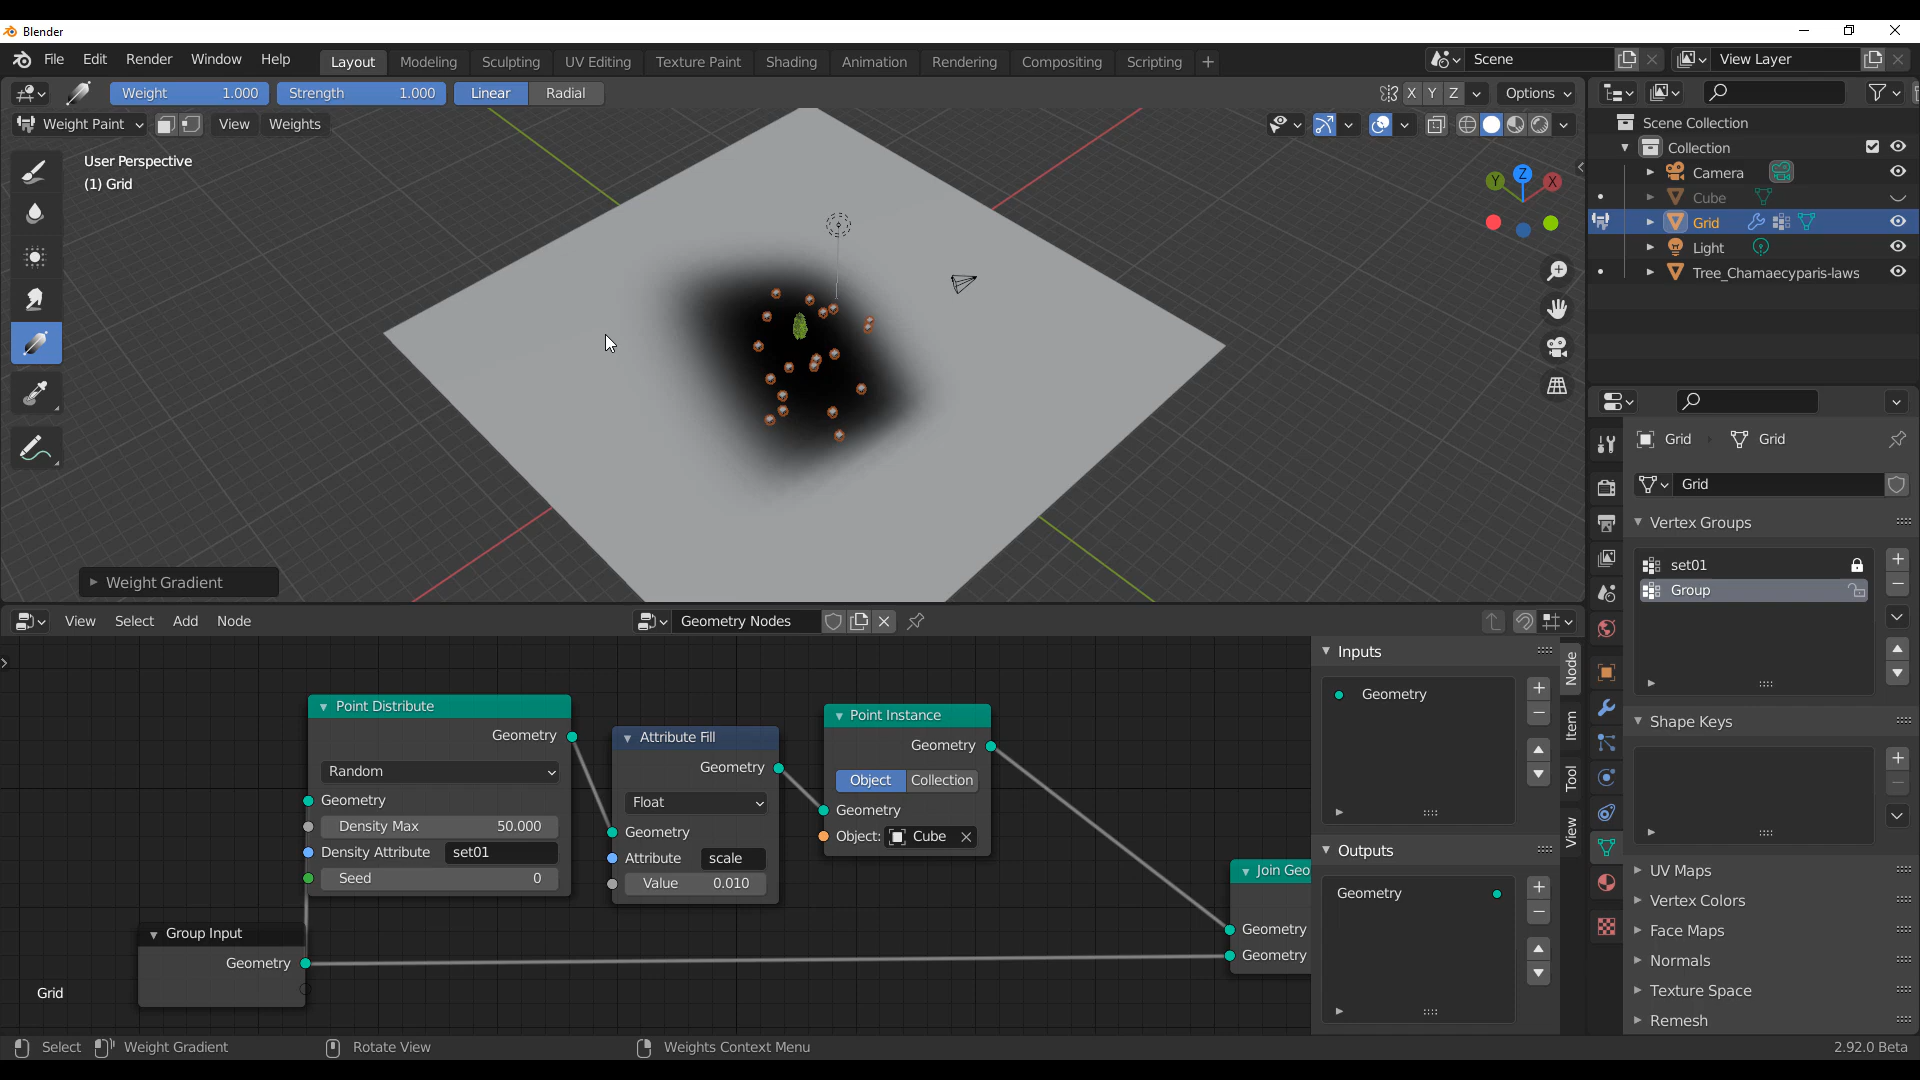 Blender
File Edit Render Window Help Layout Modeling Sculpting UV Editing Texture Paint Shading Animation Rendering Compositing Scripting + Scene View Layer
Weight 1.000 Strength 1.000 Linear Radial X Y Z Options
Weight Paint View Weights
User Perspective
(1) Grid
Y Z X
Weight Gradient
Scene Collection
Collection
Camera
Cube
Grid
Light
Tree_Chamaecyparis-laws
Grid Grid
Grid
Vertex Groups
set01
Group
Shape Keys
UV Maps
Vertex Colors
Face Maps
Normals
Texture Space
Remesh
View Select Add Node Geometry Nodes
Point Distribute
Geometry
Random
Geometry
Density Max 50.000
Density Attribute set01
Seed 0
Attribute Fill
Geometry
Float
Geometry
Attribute scale
Value 0.010
Point Instance
Geometry
Object Collection
Geometry
Object: Cube
Group Input
Geometry
Join Geo
Geometry
Geometry
Grid
Inputs
Geometry
Outputs
Geometry
Node
Item
Tool
View
Select Weight Gradient Rotate View Weights Context Menu 2.92.0 Beta